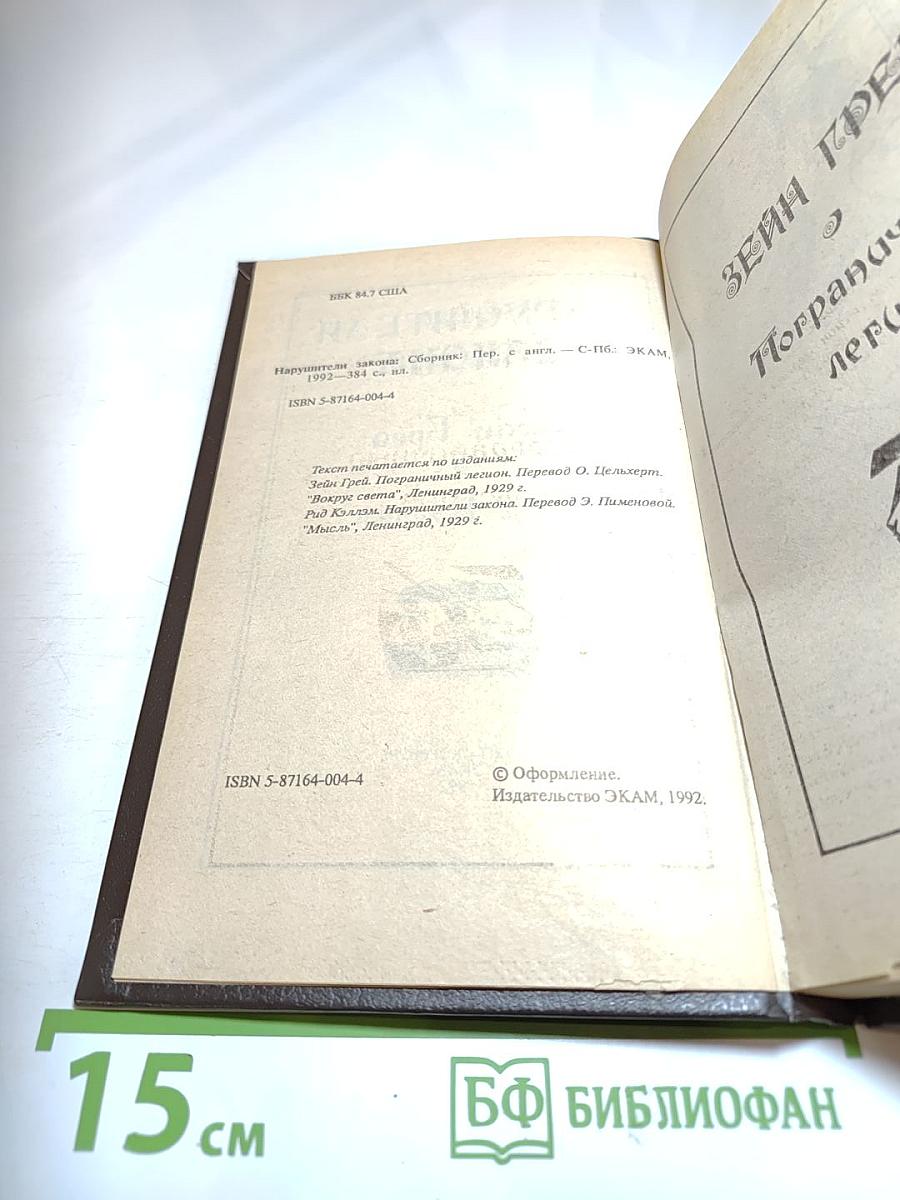 ББК 84.7 США
Нарушители закона: Сборник: Пер. с англ. — С-Пб.: ЭКАМ,
1992—384 с., ил.
ISBN 5-87164-004-4
Текст печатается по изданиям:
Зейн Грей. Пограничный легион. Перевод О. Цельхерт.
"Вокруг света", Ленинград, 1929 г.
Рид Кэллэм. Нарушители закона. Перевод Э. Пименовой.
"Мысль", Ленинград, 1929 г.
ISBN 5-87164-004-4
© Оформление.
Издательство ЭКАМ, 1992.
ЗЕЙН ГРЕ
Погранич
леги
15 см
БФ БИБЛИОФАН